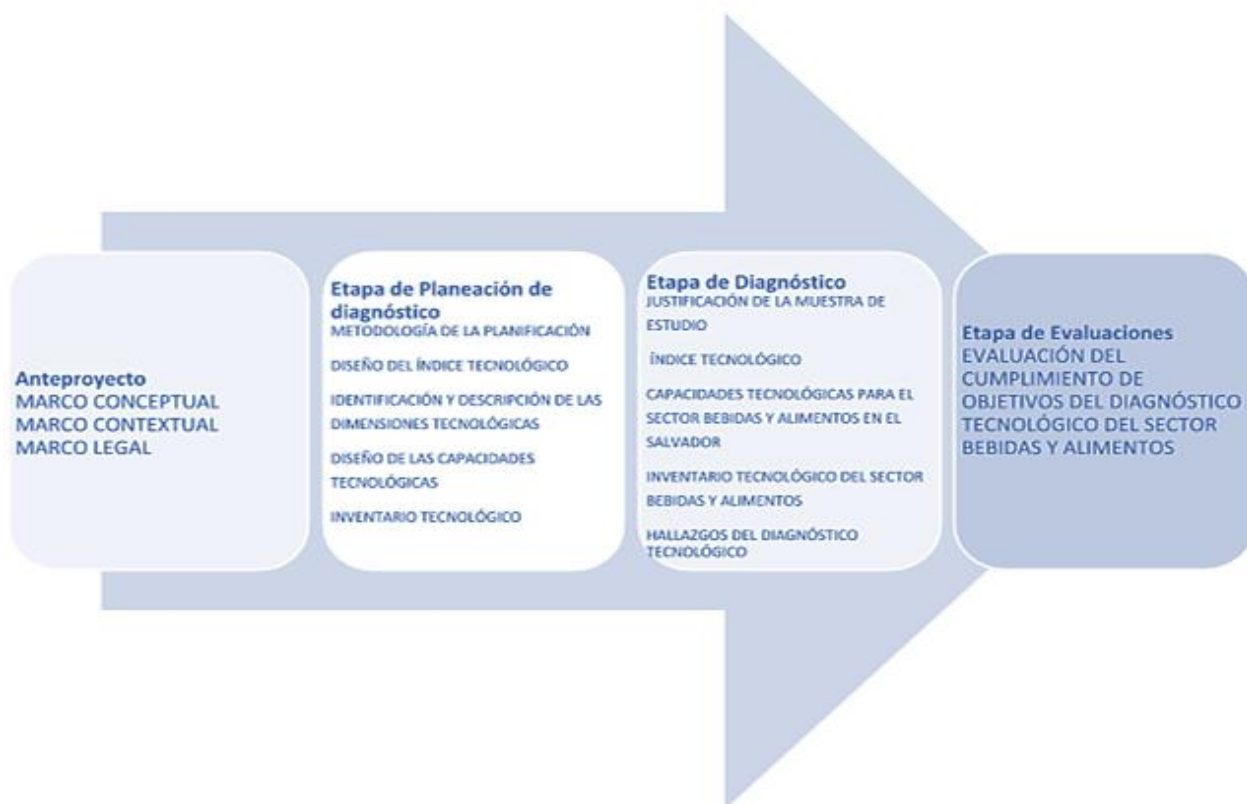 Anteproyecto
MARCO CONCEPTUAL
MARCO CONTEXTUAL
MARCO LEGAL
Etapa de Planeación de
diagnóstico
METODOLOGÍA DE LA PLANIFICACIÓN
DISEÑO DEL ÍNDICE TECNOLÓGICO
IDENTIFICACIÓN Y DESCRIPCIÓN DE LAS
DIMENSIONES TECNOLÓGICAS
DISEÑO DE LAS CAPACIDADES
TECNOLÓGICAS
INVENTARIO TECNOLÓGICO
Etapa de Diagnóstico
JUSTIFICACIÓN DE LA MUESTRA DE
ESTUDIO
ÍNDICE TECNOLÓGICO
CAPACIDADES TECNOLÓGICAS PARA EL
SECTOR BEBIDAS Y ALIMENTOS EN EL
SALVADOR
INVENTARIO TECNOLÓGICO DEL SECTOR
BEBIDAS Y ALIMENTOS
HALLAZGOS DEL DIAGNÓSTICO
TECNOLÓGICO
Etapa de Evaluaciones
EVALUACIÓN DEL
CUMPLIMIENTO DE
OBJETIVOS DEL DIAGNÓSTICO
TECNOLÓGICO DEL SECTOR
BEBIDAS Y ALIMENTOS